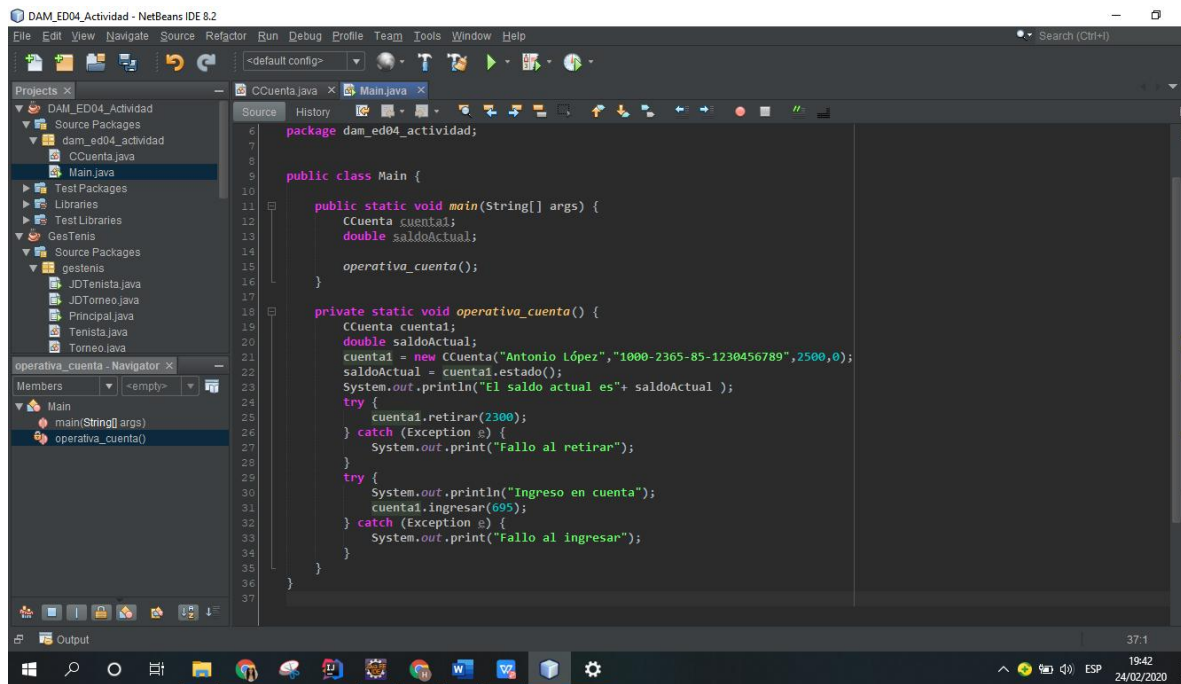 DAM_ED04_Actividad - NetBeans IDE 8.2
File Edit View Navigate Source Refactor Run Debug Profile Team Tools Window Help
Search (Ctrl+I)
<default config>
Projects
CCuenta.java
Main.java
DAM_ED04_Actividad
Source Packages
dam_ed04_actividad
CCuenta.java
Main.java
Test Packages
Libraries
Test Libraries
GesTenis
Source Packages
gestenis
JDTenista.java
JDTorneo.java
Principal.java
Tenista.java
Torneo.java
operativa_cuenta - Navigator
Members
<empty>
Main
main(String[] args)
operativa_cuenta()
Source History
6 package dam_ed04_actividad;
7
8
9 public class Main {
10
11 public static void main(String[] args) {
12 CCuenta cuenta1;
13 double saldoActual;
14
15 operativa_cuenta();
16 }
17
18 private static void operativa_cuenta() {
19 CCuenta cuenta1;
20 double saldoActual;
21 cuenta1 = new CCuenta("Antonio López","1000-2365-85-1230456789",2500,0);
22 saldoActual = cuenta1.estado();
23 System.out.println("El saldo actual es"+ saldoActual );
24 try {
25 cuenta1.retirar(2300);
26 } catch (Exception e) {
27 System.out.print("Fallo al retirar");
28 }
29 try {
30 System.out.println("Ingreso en cuenta");
31 cuenta1.ingresar(695);
32 } catch (Exception e) {
33 System.out.print("Fallo al ingresar");
34 }
35 }
36 }
37
Output
37:1
ESP
19:42
24/02/2020